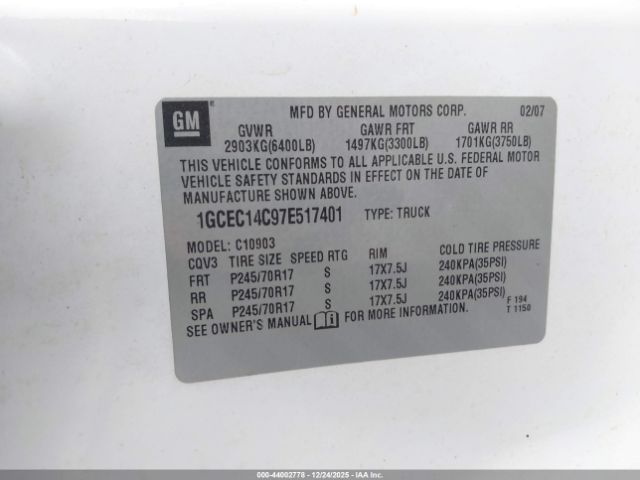 GM ®
MFD BY GENERAL MOTORS CORP. 02/07
GVWR GAWR FRT GAWR RR
2903KG(6400LB) 1497KG(3300LB) 1701KG(3750LB)
THIS VEHICLE CONFORMS TO ALL APPLICABLE U.S. FEDERAL MOTOR
VEHICLE SAFETY STANDARDS IN EFFECT ON THE DATE OF
MANUFACTURE SHOWN ABOVE.
1GCEC14C97E517401 TYPE: TRUCK
MODEL: C10903
CQV3 TIRE SIZE SPEED RTG RIM COLD TIRE PRESSURE
FRT P245/70R17 S 17X7.5J 240KPA(35PSI)
RR P245/70R17 S 17X7.5J 240KPA(35PSI)
SPA P245/70R17 S 17X7.5J 240KPA(35PSI)
SEE OWNER'S MANUAL FOR MORE INFORMATION. F 194
T 1150
000-44002778 - 12/24/2025 - IAAI.COM